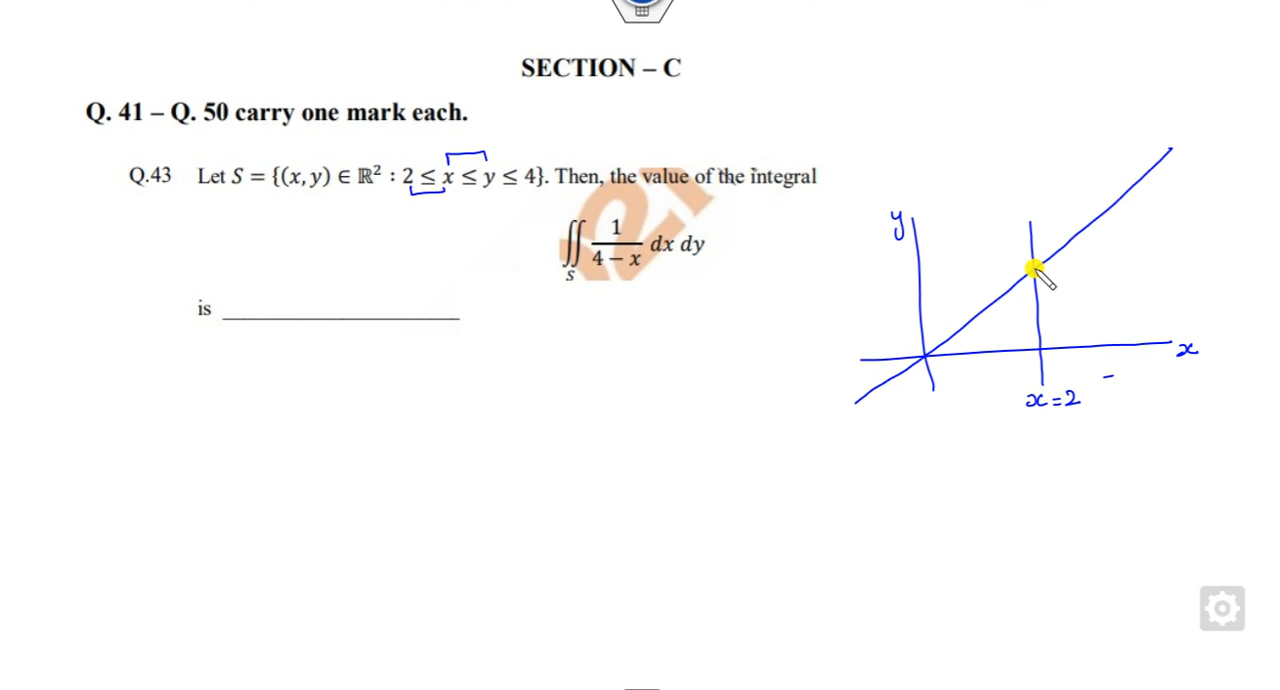 SECTION – C
Q. 41 – Q. 50 carry one mark each.
Q.43 Let S = {(x, y) ∈ ℝ² : 2 ≤ x ≤ y ≤ 4}. Then, the value of the integral
∬_S 1/(4 − x) dx dy
is ____________________
y
x
x=2